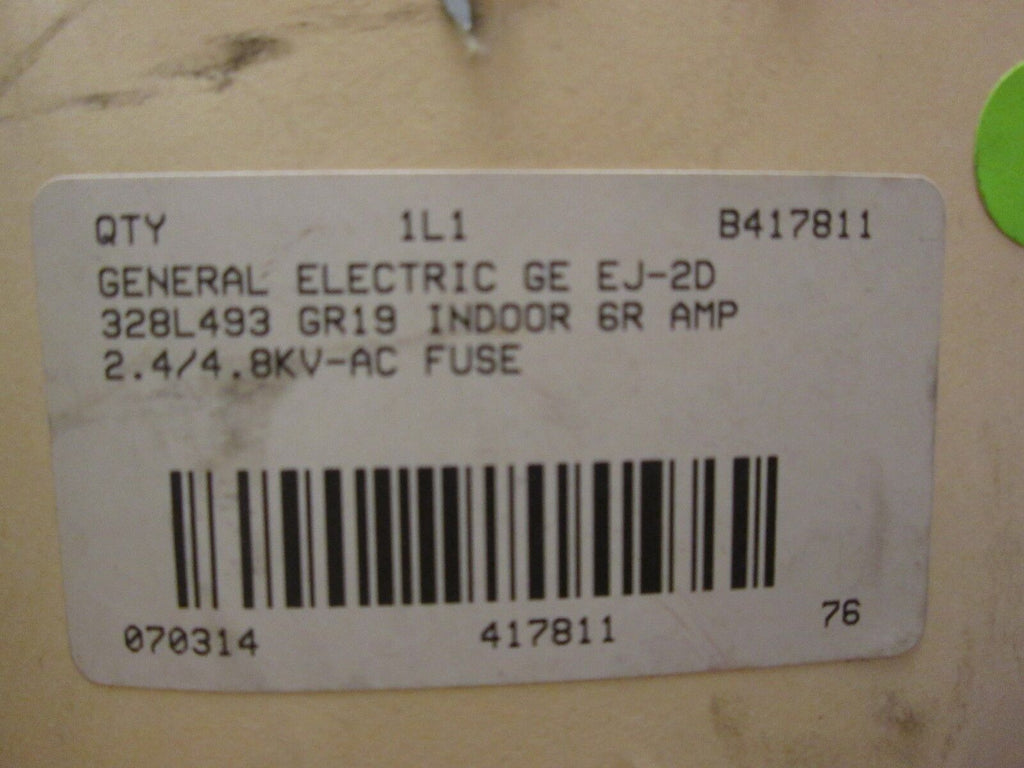 QTY 1L1 B417811
GENERAL ELECTRIC GE EJ-2D
328L493 GR19 INDOOR 6R AMP
2.4/4.8KV-AC FUSE
070314 417811 76